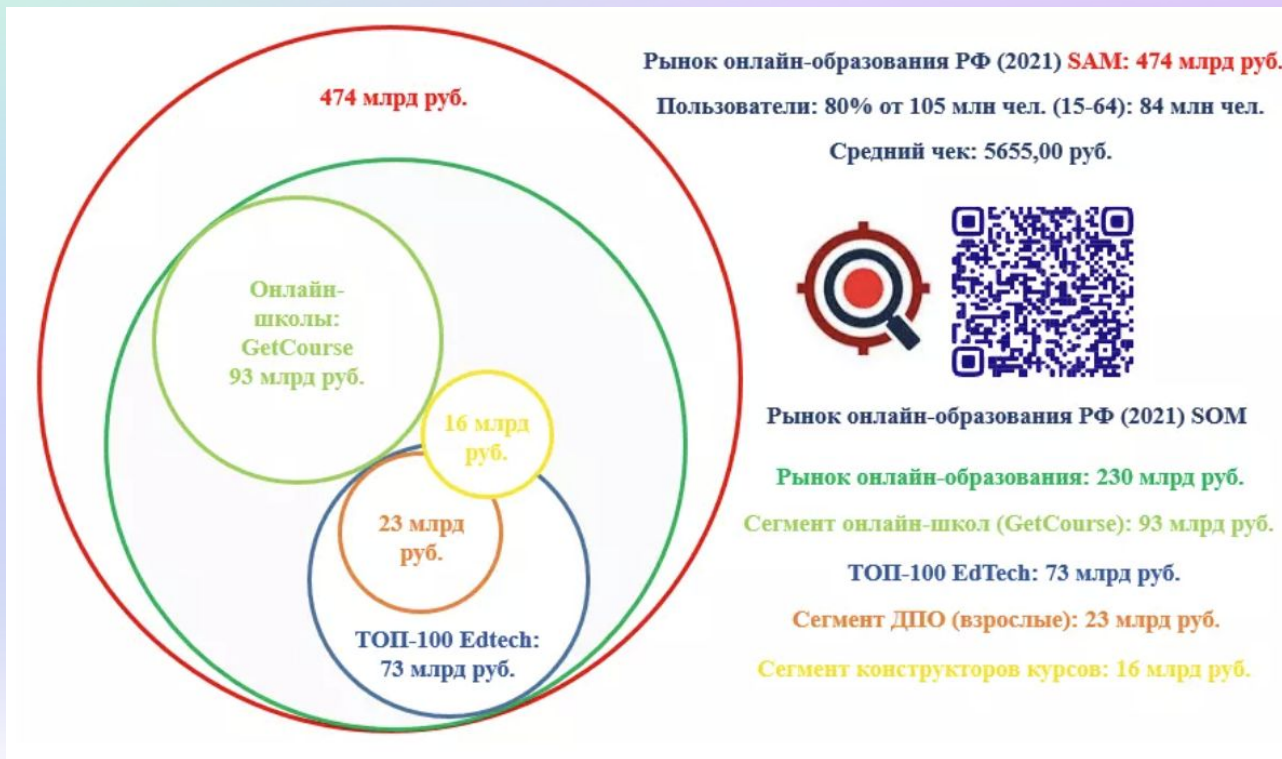 474 млрд руб.
Онлайн-
школы:
GetCourse
93 млрд руб.
16 млрд
руб.
23 млрд
руб.
ТОП-100 Edtech:
73 млрд руб.
Рынок онлайн-образования РФ (2021) SAM: 474 млрд руб.
Пользователи: 80% от 105 млн чел. (15-64): 84 млн чел.
Средний чек: 5655,00 руб.
Рынок онлайн-образования РФ (2021) SOM
Рынок онлайн-образования: 230 млрд руб.
Сегмент онлайн-школ (GetCourse): 93 млрд руб.
ТОП-100 EdTech: 73 млрд руб.
Сегмент ДПО (взрослые): 23 млрд руб.
Сегмент конструкторов курсов: 16 млрд руб.